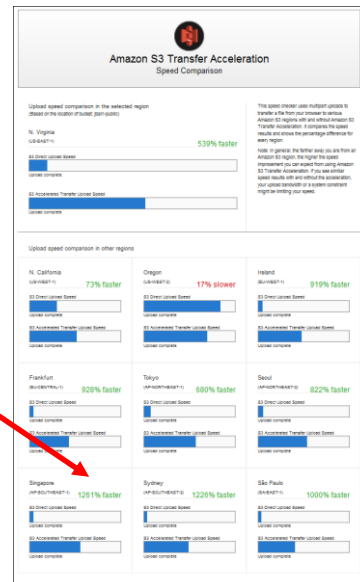 Amazon S3 Transfer Acceleration
Speed Comparison
Upload speed comparison in the selected region
(Based on the location of bucket: jbarr-public)
N. Virginia
(US-EAST-1)
539% faster
S3 Direct Upload Speed
Upload complete
S3 Accelerated Transfer Upload Speed
Upload complete
This speed checker uses multipart uploads to
transfer a file from your browser to various
Amazon S3 regions with and without Amazon S3
Transfer Acceleration. It compares the speed
results and shows the percentage difference for
every region.
Note: In general, the farther away you are from an
Amazon S3 region, the higher the speed
improvement you can expect from using Amazon
S3 Transfer Acceleration. If you see similar
speed results with and without the acceleration,
your upload bandwidth or a system constraint
might be limiting your speed.
Upload speed comparison in other regions
N. California
(US-WEST-1)
73% faster
S3 Direct Upload Speed
Upload complete
S3 Accelerated Transfer Upload Speed
Upload complete
Oregon
(US-WEST-2)
17% slower
S3 Direct Upload Speed
Upload complete
S3 Accelerated Transfer Upload Speed
Upload complete
Ireland
(EU-WEST-1)
919% faster
S3 Direct Upload Speed
Upload complete
S3 Accelerated Transfer Upload Speed
Upload complete
Frankfurt
(EU-CENTRAL-1)
928% faster
S3 Direct Upload Speed
Upload complete
S3 Accelerated Transfer Upload Speed
Upload complete
Tokyo
(AP-NORTHEAST-1)
680% faster
S3 Direct Upload Speed
Upload complete
S3 Accelerated Transfer Upload Speed
Upload complete
Seoul
(AP-NORTHEAST-2)
822% faster
S3 Direct Upload Speed
Upload complete
S3 Accelerated Transfer Upload Speed
Upload complete
Singapore
(AP-SOUTHEAST-1)
1261% faster
S3 Direct Upload Speed
Upload complete
S3 Accelerated Transfer Upload Speed
Upload complete
Sydney
(AP-SOUTHEAST-2)
1226% faster
S3 Direct Upload Speed
Upload complete
S3 Accelerated Transfer Upload Speed
Upload complete
São Paulo
(SA-EAST-1)
1000% faster
S3 Direct Upload Speed
Upload complete
S3 Accelerated Transfer Upload Speed
Upload complete